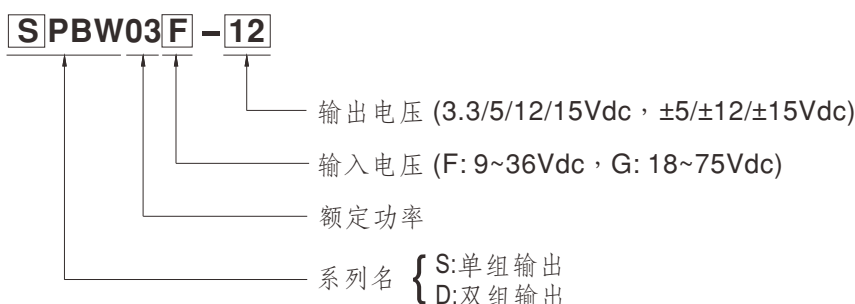 SPBW03F-12
输出电压 (3.3/5/12/15Vdc，±5/±12/±15Vdc)
输入电压 (F: 9~36Vdc，G: 18~75Vdc)
额定功率
系列名 { S:单组输出
D:双组输出